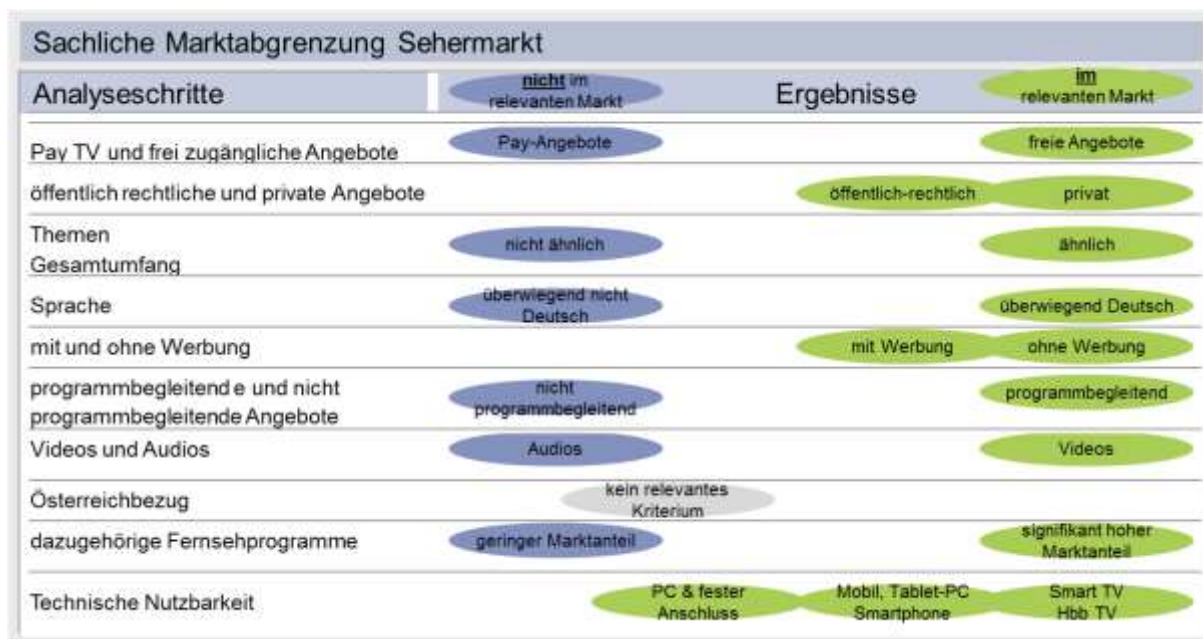 Sachliche Marktabgrenzung Sehermarkt
Analyseschritte
nicht im
relevanten Markt
Ergebnisse
im
relevanten Markt
Pay TV und frei zugängliche Angebote
Pay-Angebote
freie Angebote
öffentlich rechtliche und private Angebote
öffentlich-rechtlich
privat
Themen
Gesamtumfang
nicht ähnlich
ähnlich
Sprache
überwiegend nicht
Deutsch
überwiegend Deutsch
mit und ohne Werbung
mit Werbung
ohne Werbung
programmbegleitend e und nicht
programmbegleitende Angebote
nicht
programmbegleitend
programmbegleitend
Videos und Audios
Audios
Videos
Österreichbezug
kein relevantes
Kriterium
dazugehörige Fernsehprogramme
geringer Marktanteil
signifikant hoher
Marktanteil
Technische Nutzbarkeit
PC & fester
Anschluss
Mobil, Tablet-PC
Smartphone
Smart TV
Hbb TV